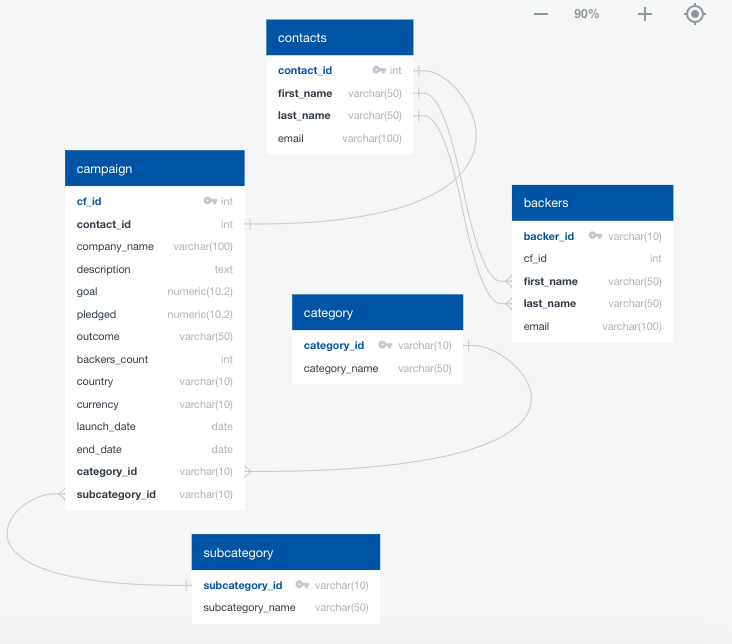 90%
contacts
contact_id int
first_name varchar(50)
last_name varchar(50)
email varchar(100)
campaign
cf_id int
contact_id int
company_name varchar(100)
description text
goal numeric(10,2)
pledged numeric(10,2)
outcome varchar(50)
backers_count int
country varchar(10)
currency varchar(10)
launch_date date
end_date date
category_id varchar(10)
subcategory_id varchar(10)
backers
backer_id varchar(10)
cf_id int
first_name varchar(50)
last_name varchar(50)
email varchar(100)
category
category_id varchar(10)
category_name varchar(50)
subcategory
subcategory_id varchar(10)
subcategory_name varchar(50)